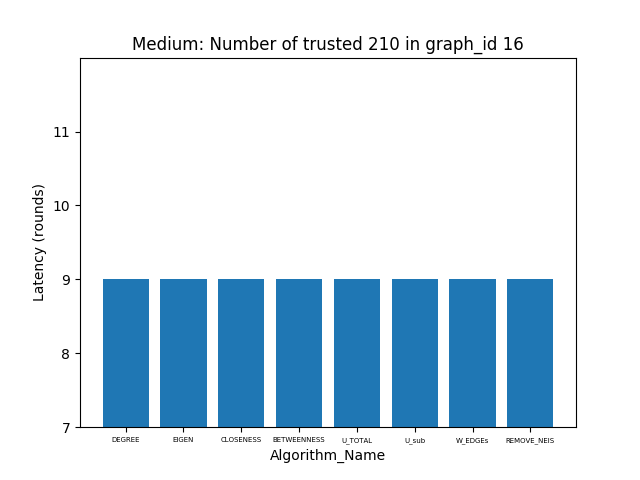 Medium: Number of trusted 210 in graph_id 16
Latency (rounds)
11
10
9
8
7
DEGREE EIGEN CLOSENESS BETWEENNESS U_TOTAL U_sub W_EDGEs REMOVE_NEIS
Algorithm_Name